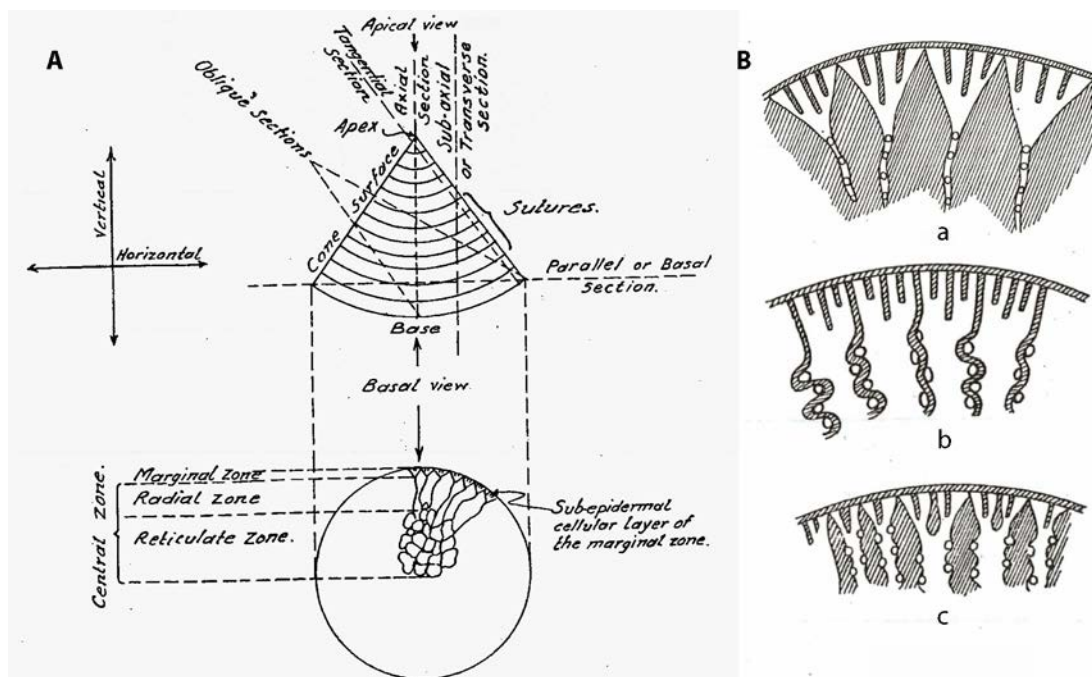 A
Apical view
Tangential
Section
Axial
Section
Sub-axial
or Transverse
section.
Oblique' sections
Apex
Cone Surface
Sutures.
Vertical
Horizontal
Parallel or Basal
Section.
Base
Basal view
Marginal zone
Radial zone
Reticulate zone.
Central zone.
Sub-epidermal
cellular layer of
the marginal zone.
B
a
b
c